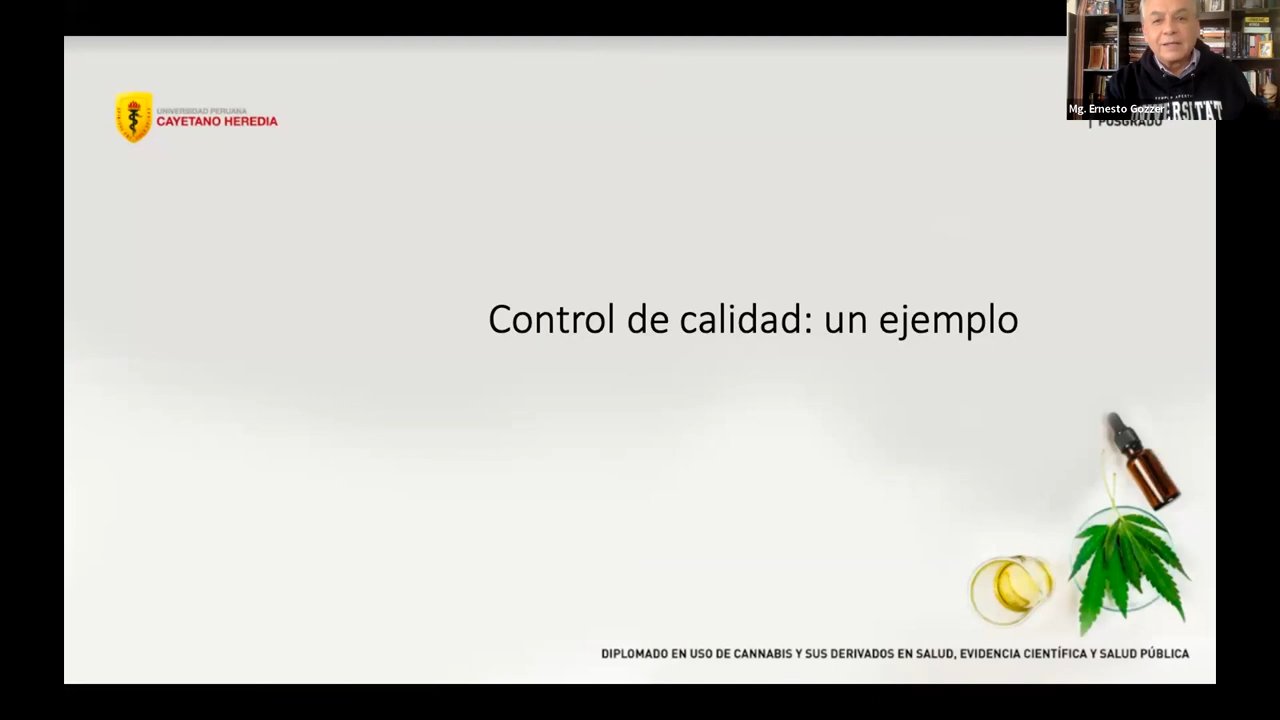 UNIVERSIDAD PERUANA
CAYETANO HEREDIA
Mg. Ernesto Gozzer
POSGRADO
Control de calidad: un ejemplo
DIPLOMADO EN USO DE CANNABIS Y SUS DERIVADOS EN SALUD, EVIDENCIA CIENTÍFICA Y SALUD PÚBLICA